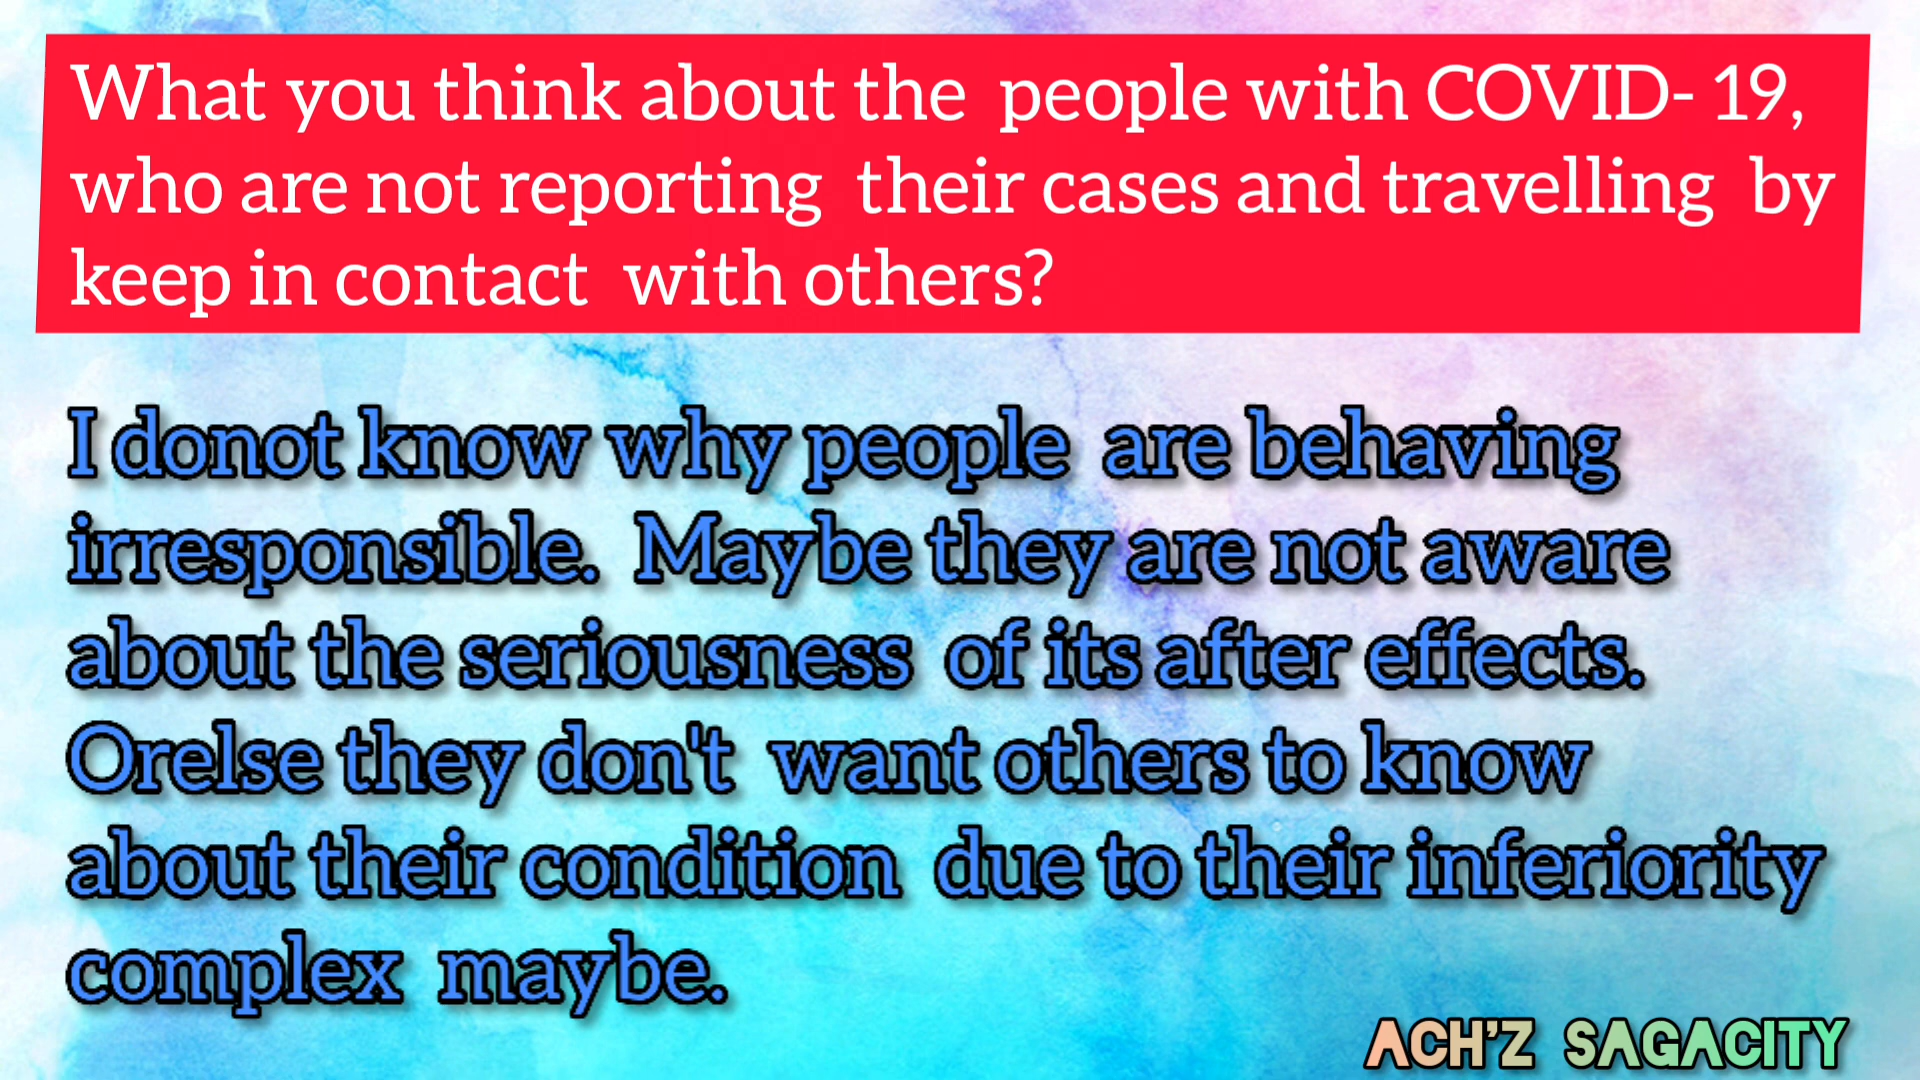 What you think about the people with COVID- 19,
who are not reporting their cases and travelling by
keep in contact with others?
I donot know why people are behaving
irresponsible. Maybe they are not aware
about the seriousness of its after effects.
Orelse they don't want others to know
about their condition due to their inferiority
complex maybe.
ACH'Z SAGACITY